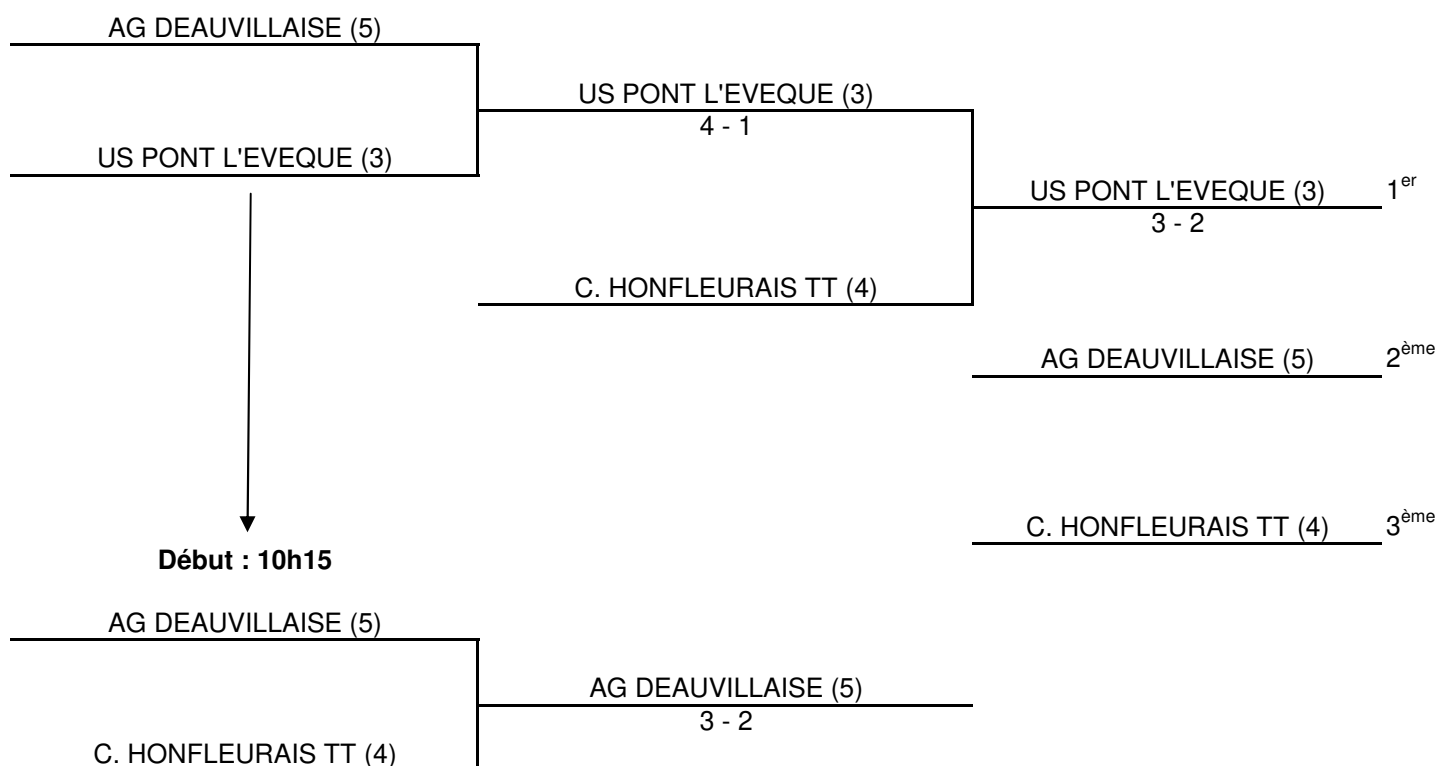 AG DEAUVILLAISE (5)
US PONT L'EVEQUE (3)
4 - 1
US PONT L'EVEQUE (3)
US PONT L'EVEQUE (3) 1er
3 - 2
C. HONFLEURAIS TT (4)
AG DEAUVILLAISE (5) 2ème
C. HONFLEURAIS TT (4) 3ème
Début : 10h15
AG DEAUVILLAISE (5)
AG DEAUVILLAISE (5)
3 - 2
C. HONFLEURAIS TT (4)